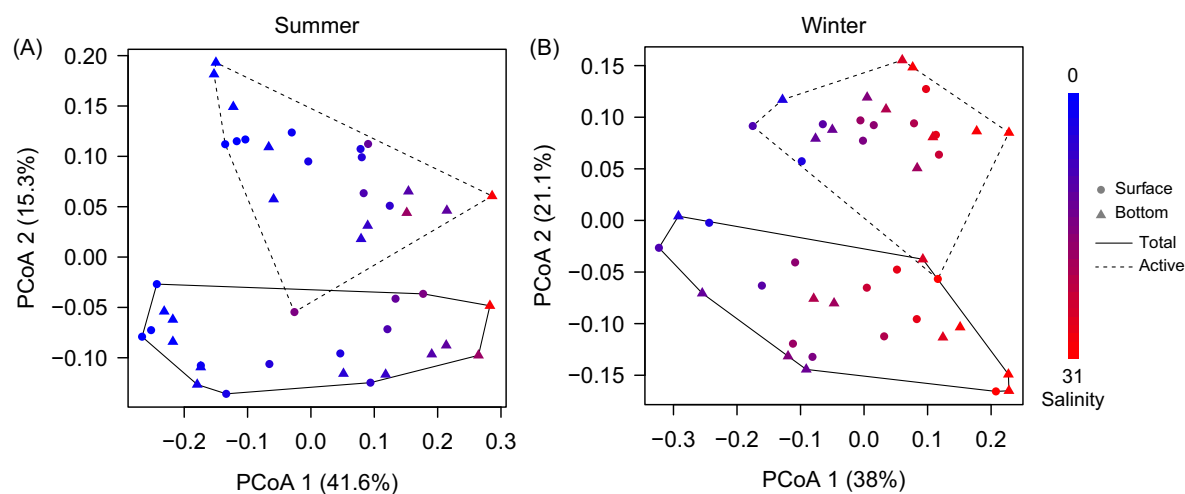 Summer
(A)
0.20
0.15
0.10
0.05
0.00
−0.05
−0.10
PCoA 2 (15.3%)
−0.2 −0.1 0.0 0.1 0.2 0.3
PCoA 1 (41.6%)
Winter
(B)
0.15
0.10
0.05
0.00
−0.05
−0.10
−0.15
PCoA 2 (21.1%)
−0.3 −0.2 −0.1 0.0 0.1 0.2
PCoA 1 (38%)
0
31
Salinity
Surface
Bottom
Total
Active